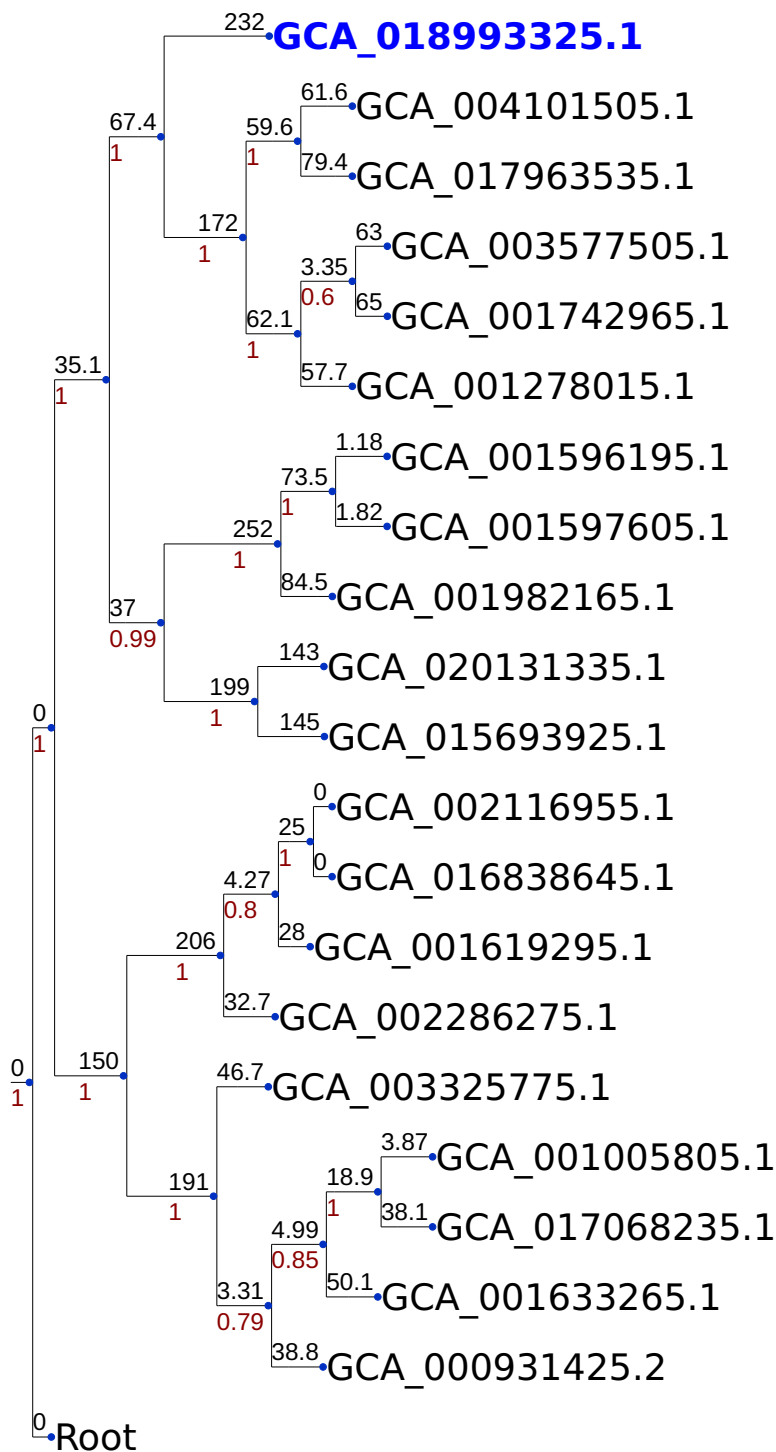 232
GCA_018993325.1
61.6
GCA_004101505.1
67.4
59.6
1
1
79.4
GCA_017963535.1
172
63
GCA_003577505.1
1
3.35
0.6
65
GCA_001742965.1
62.1
1
35.1
57.7
GCA_001278015.1
1
1.18
GCA_001596195.1
73.5
1
1.82
GCA_001597605.1
252
1
84.5
GCA_001982165.1
37
0.99
143
GCA_020131335.1
199
1
145
GCA_015693925.1
0
1
0
GCA_002116955.1
25
1
0
GCA_016838645.1
4.27
0.8
206
28
GCA_001619295.1
1
32.7
GCA_002286275.1
0
1
150
1
46.7
GCA_003325775.1
3.87
GCA_001005805.1
191
1
18.9
1
38.1
GCA_017068235.1
4.99
0.85
3.31
0.79
50.1
GCA_001633265.1
38.8
GCA_000931425.2
0
Root